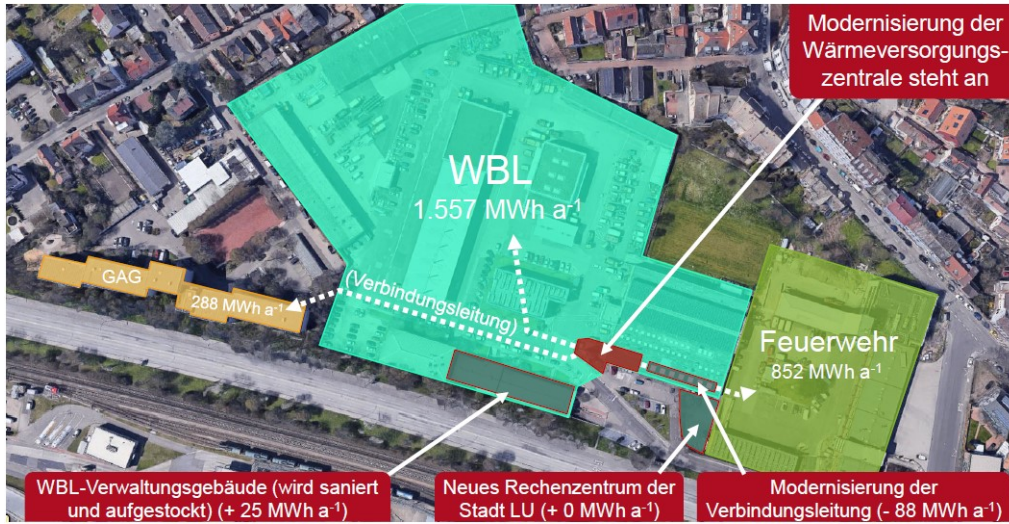 Modernisierung der
Wärmeversorgungs-
zentrale steht an
WBL
1.557 MWh a⁻¹
GAG
288 MWh a⁻¹
(Verbindungsleitung)
Feuerwehr
852 MWh a⁻¹
WBL-Verwaltungsgebäude (wird saniert
und aufgestockt) (+ 25 MWh a⁻¹)
Neues Rechenzentrum der
Stadt LU (+ 0 MWh a⁻¹)
Modernisierung der
Verbindungsleitung (- 88 MWh a⁻¹)